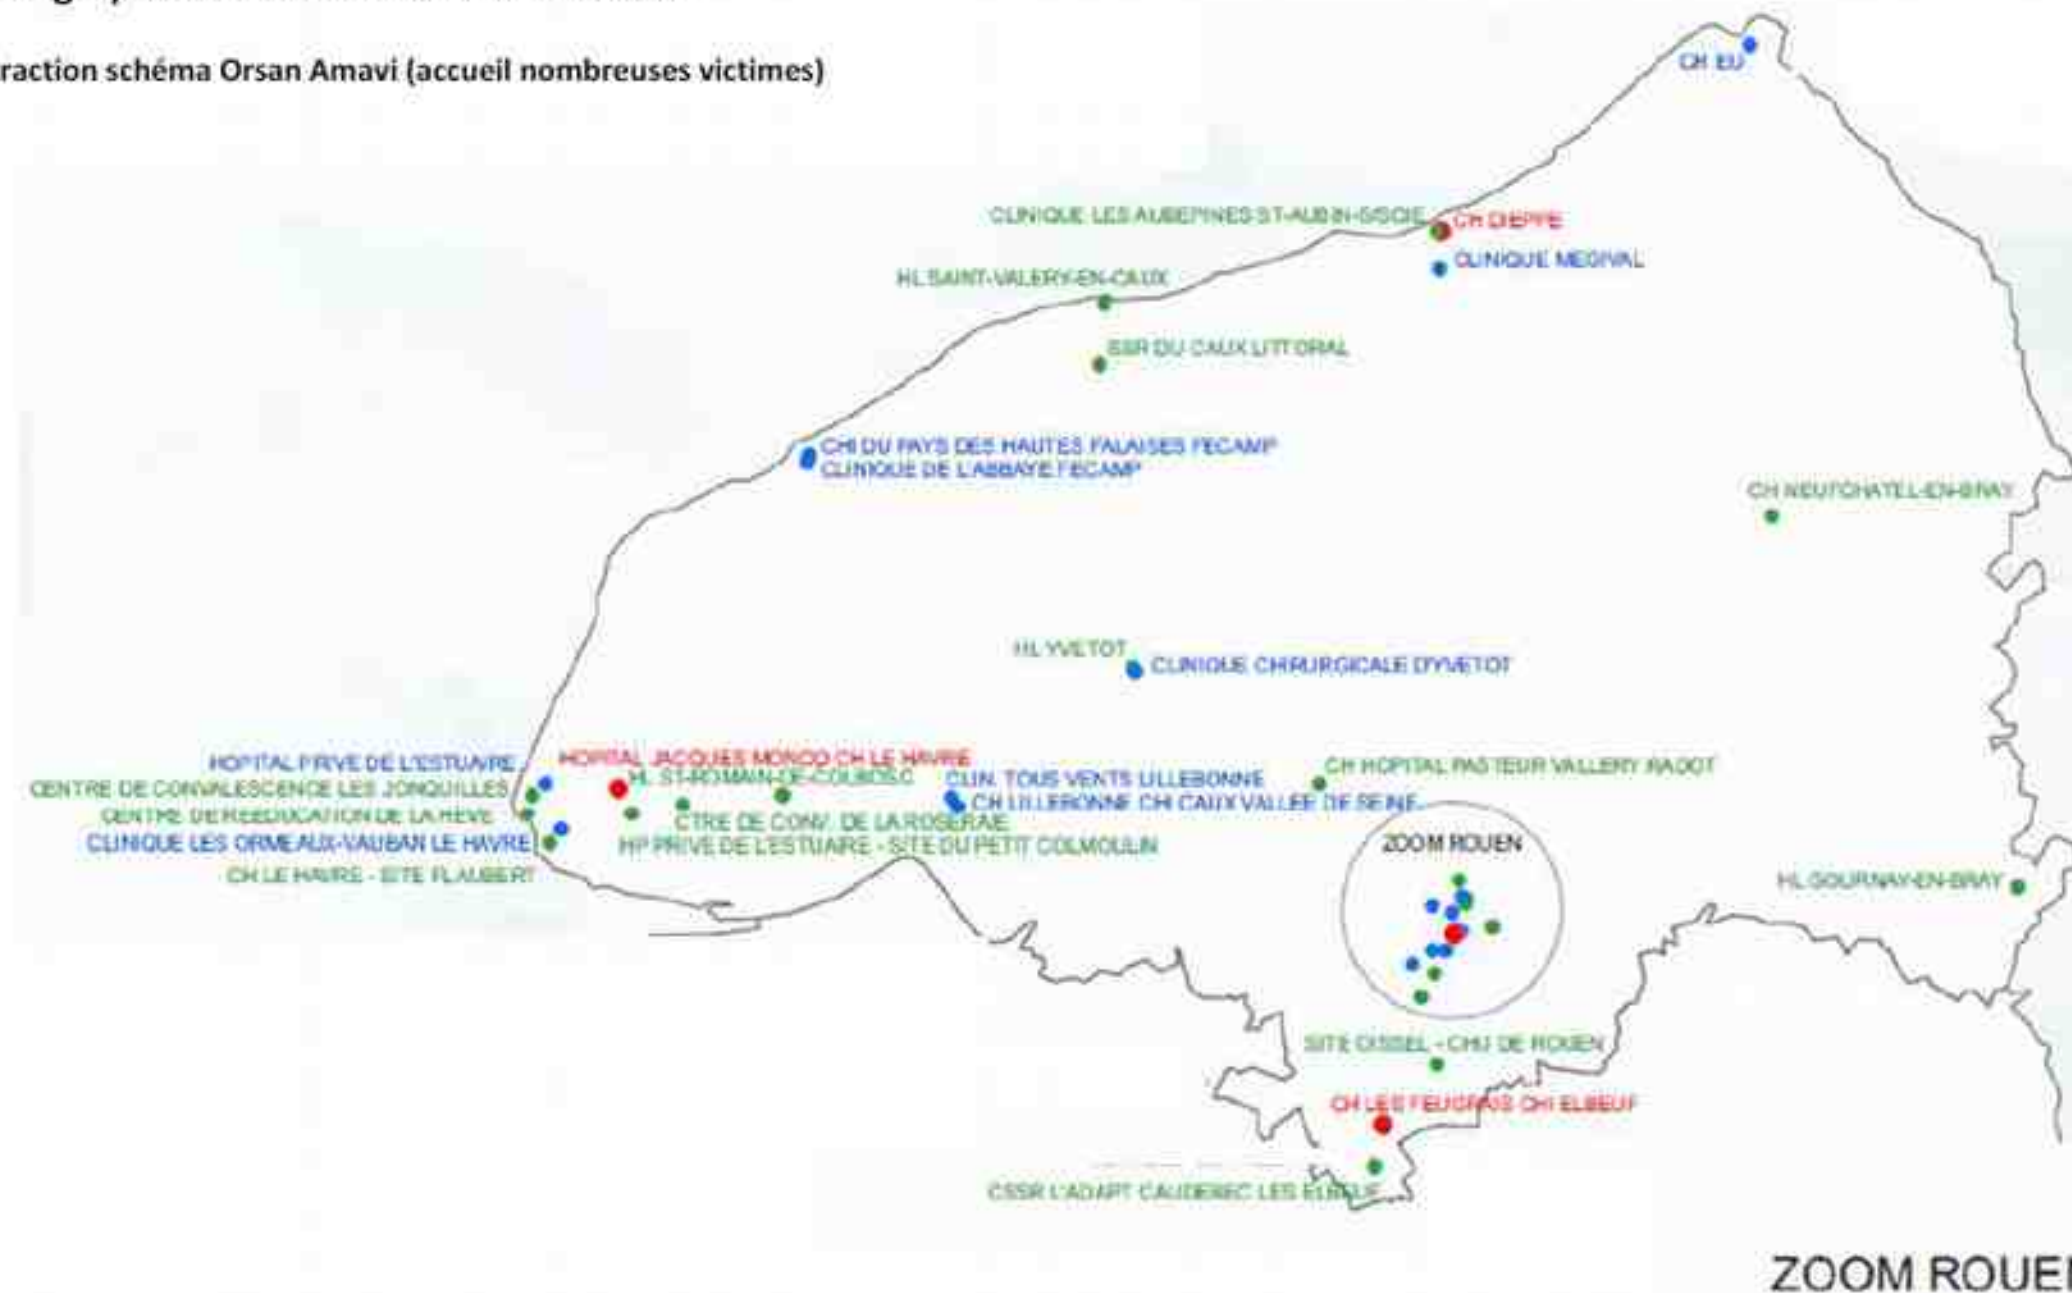 raction schéma Orsan Amavi (accueil nombreuses victimes)
CH EU
CLINIQUE LES AUBEPINES ST-AUBIN-S/SCIE
CH DIEPPE
CLINIQUE MEGIVAL
HL SAINT-VALERY-EN-CAUX
SSR DU CAUX LITTORAL
CHI DU PAYS DES HAUTES FALAISES FECAMP
CLINIQUE DE L'ABBAYE FECAMP
CH NEUFCHATEL-EN-BRAY
HL YVETOT
CLINIQUE CHIRURGICALE D'YVETOT
HOPITAL PRIVE DE L'ESTUAIRE
HOPITAL JACQUES MONOD CH LE HAVRE
CENTRE DE CONVALESCENCE LES JONQUILLES
HL ST-ROMAIN-DE-COLBOSC
CLIN. TOUS VENTS LILLEBONNE
CH HOPITAL PASTEUR VALLERY RADOT
CH LILLEBONNE CHI CAUX VALLEE DE SEINE
CENTRE DE REEDUCATION DE LA HEVE
CTRE DE CONV. DE LA ROSERAIE
CLINIQUE LES ORMEAUX-VAUBAN LE HAVRE
HP PRIVE DE L'ESTUAIRE - SITE DU PETIT COLMOULIN
ZOOM ROUEN
CH LE HAVRE - SITE FLAUBERT
HL GOURNAY-EN-BRAY
SITE OISSEL - CHU DE ROUEN
CH LES FEUGRAIS CHI ELBEUF
CSSR L'ADAPT CAUDEBEC LES ELBEUF
ZOOM ROUEN